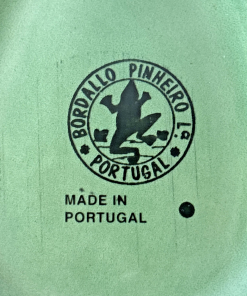 BORDALLO PINHEIRO Lª.
PORTUGAL
MADE IN
PORTUGAL